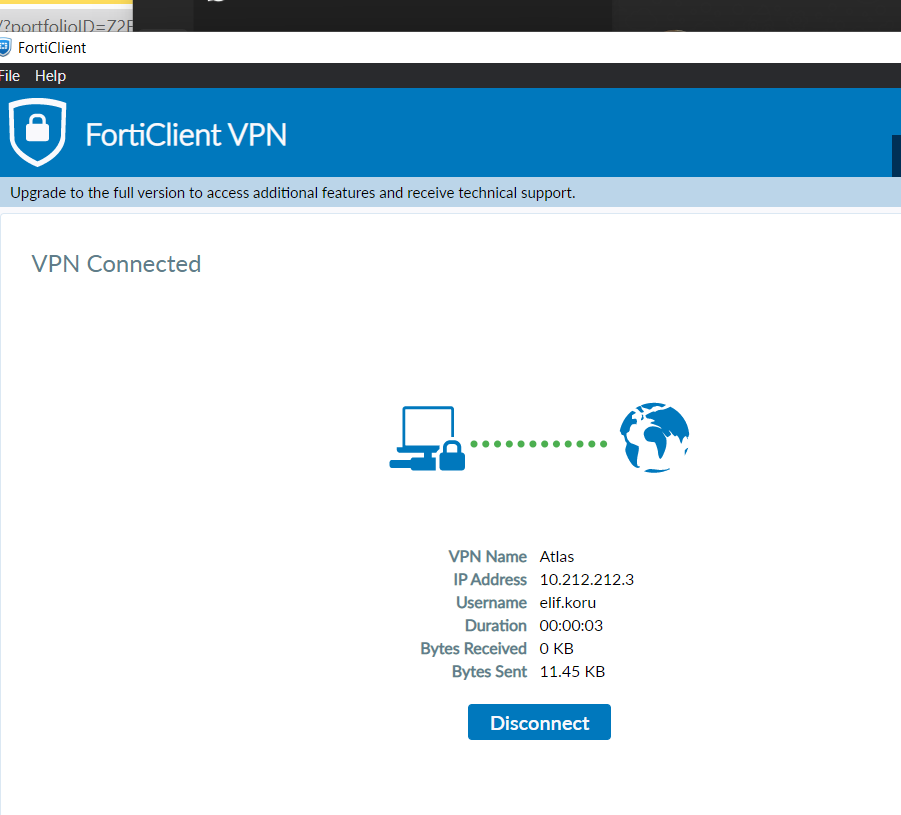 /?portfolioID=Z2F
FortiClient
File Help
FortiClient VPN
Upgrade to the full version to access additional features and receive technical support.
VPN Connected
VPN Name Atlas
IP Address 10.212.212.3
Username elif.koru
Duration 00:00:03
Bytes Received 0 KB
Bytes Sent 11.45 KB
Disconnect